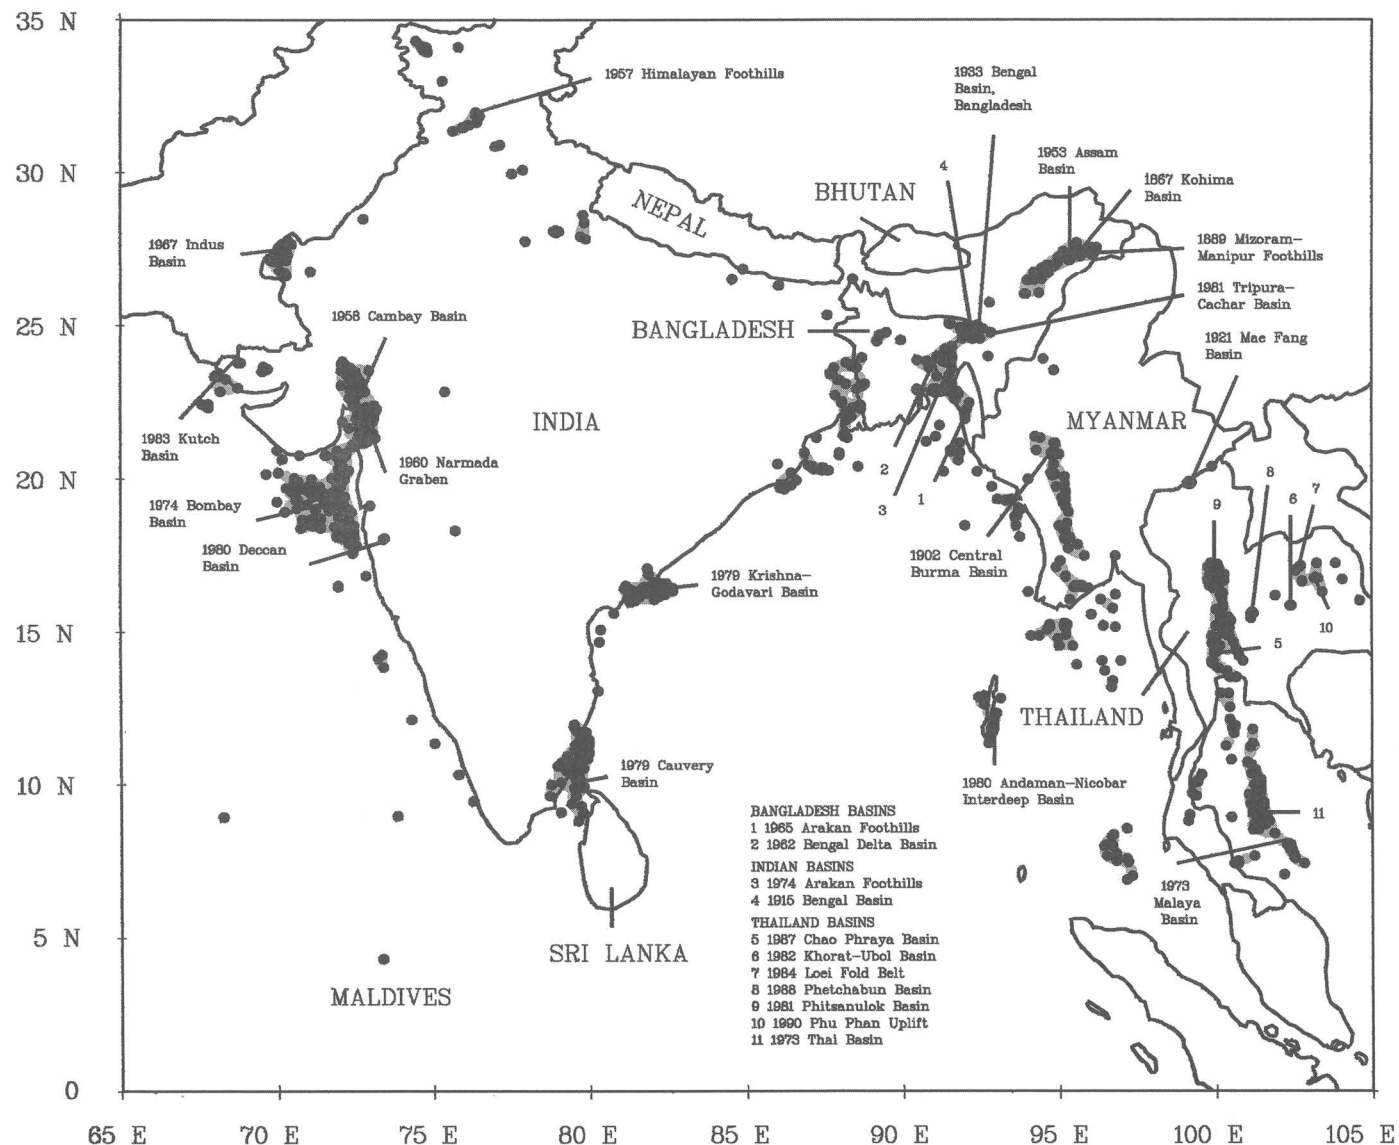 35 N
1957 Himalayan Foothills
1933 Bengal
Basin,
Bangladesh
4
1953 Assam
Basin
1867 Kohima
Basin
30 N
BHUTAN
NEPAL
1967 Indus
Basin
1889 Mizoram-
Manipur Foothills
1981 Tripura-
Cachar Basin
25 N
1958 Cambay Basin
BANGLADESH
1921 Mae Fang
Basin
INDIA
MYANMAR
1983 Kutch
Basin
1960 Narmada
Graben
2
3
1
8
6
7
9
20 N
1974 Bombay
Basin
1980 Deccan
Basin
1902 Central
Burma Basin
1979 Krishna-
Godavari Basin
10
15 N
5
THAILAND
1979 Cauvery
Basin
1980 Andaman-Nicobar
Interdeep Basin
10 N
11
BANGLADESH BASINS
1 1965 Arakan Foothills
2 1962 Bengal Delta Basin
INDIAN BASINS
3 1974 Arakan Foothills
4 1915 Bengal Basin
THAILAND BASINS
5 1987 Chao Phraya Basin
6 1982 Khorat-Ubol Basin
7 1984 Loei Fold Belt
8 1988 Phetchabun Basin
9 1981 Phitsanulok Basin
10 1990 Phu Phan Uplift
11 1973 Thai Basin
1973
Malaya
Basin
5 N
SRI LANKA
MALDIVES
0
65 E
70 E
75 E
80 E
85 E
90 E
95 E
100 E
105 E